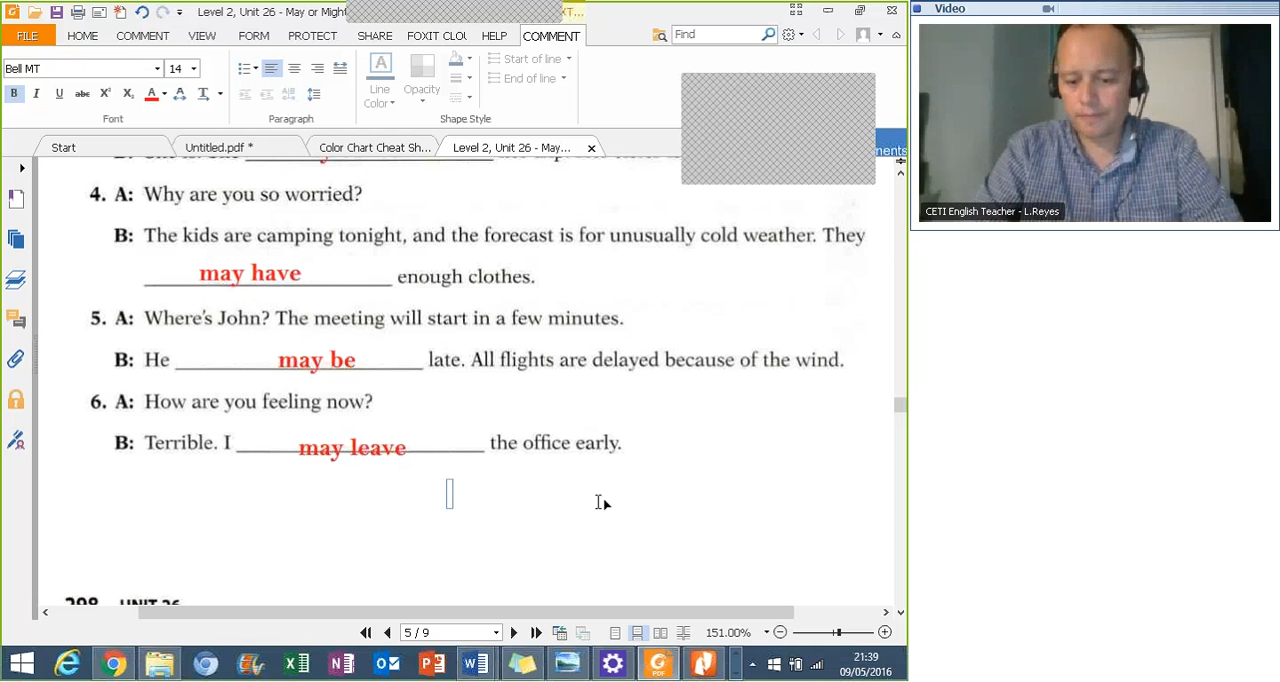 Level 2, Unit 26 - May or Might
Video
FILE HOME COMMENT VIEW FORM PROTECT SHARE FOXIT CLOU HELP COMMENT Find
Bell MT 14 Start of line
Line Color Opacity End of line
Font Paragraph Shape Style
Start Untitled.pdf * Color Chart Cheat Sh... Level 2, Unit 26 - May... ments
4. A: Why are you so worried?
B: The kids are camping tonight, and the forecast is for unusually cold weather. They
may have enough clothes.
5. A: Where's John? The meeting will start in a few minutes.
B: He may be late. All flights are delayed because of the wind.
6. A: How are you feeling now?
B: Terrible. I may leave the office early.
298 UNIT 26
5 / 9 151.00%
21:39
09/05/2016
CETI English Teacher - L.Reyes